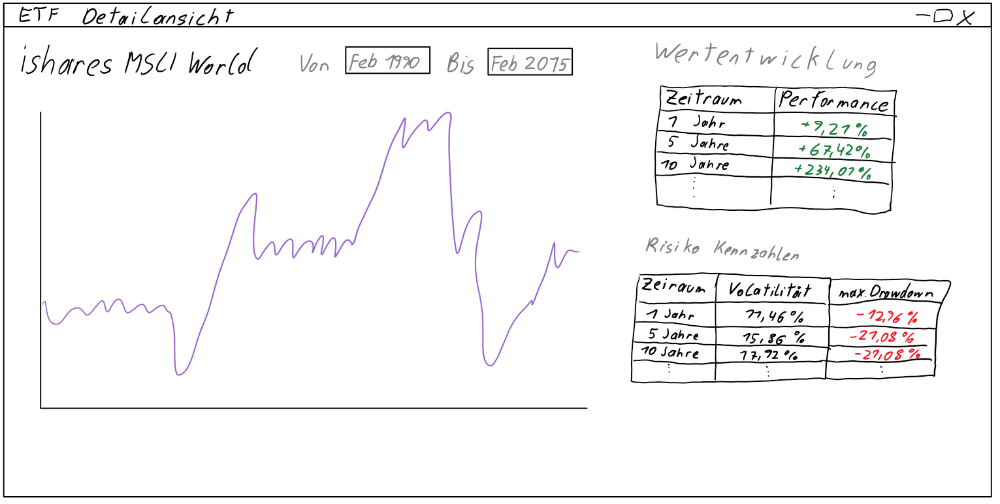 ETF Detailansicht
ishares MSCI World Von Feb 1990 Bis Feb 2015
Wertentwicklung
Zeitraum Performance
1 Jahr +9,21%
5 Jahre +67,42%
10 Jahre +234,01%
Risiko Kennzahlen
Zeiraum Volatilität max. Drawdown
1 Jahr 11,46 % -12,96 %
5 Jahre 15,86 % -21,08 %
10 Jahre 17,92 % -21,08 %